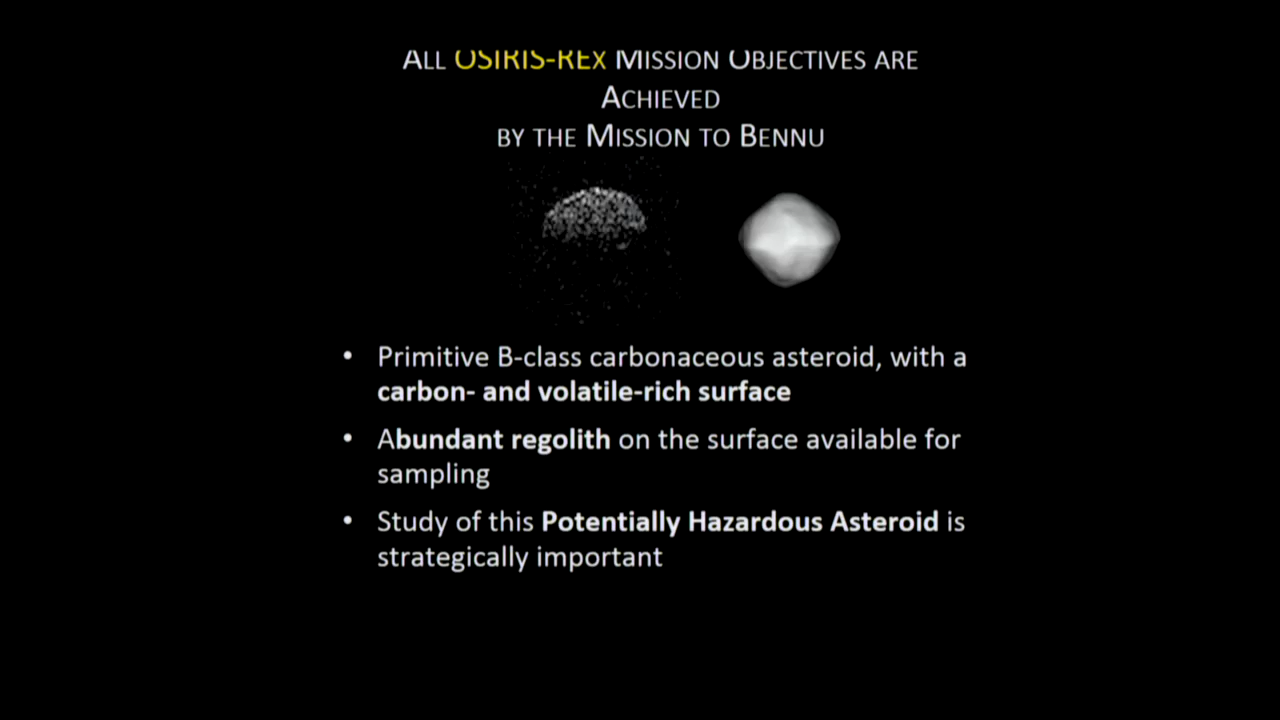 All OSIRIS-REx Mission Objectives are
Achieved
by the Mission to Bennu
• Primitive B-class carbonaceous asteroid, with a
carbon- and volatile-rich surface
• Abundant regolith on the surface available for
sampling
• Study of this Potentially Hazardous Asteroid is
strategically important